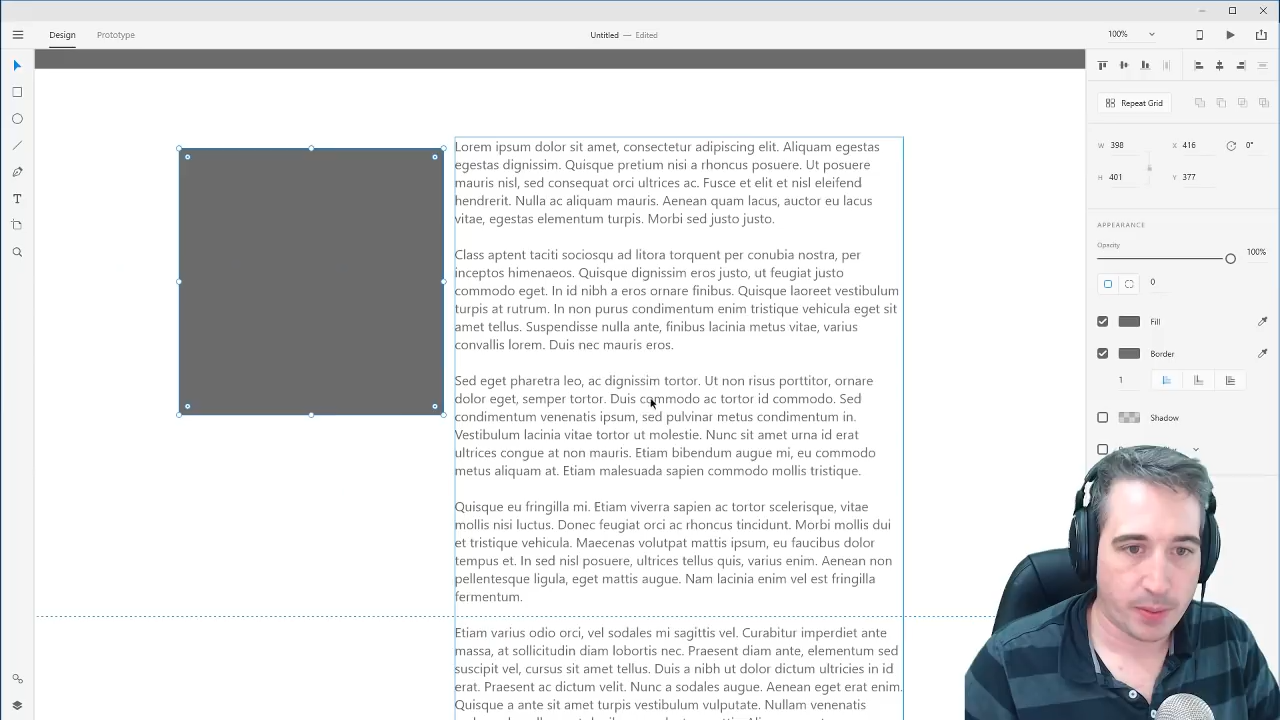 Design Prototype Untitled — Edited 100%
Lorem ipsum dolor sit amet, consectetur adipiscing elit. Aliquam egestas
egestas dignissim. Quisque pretium nisi a rhoncus posuere. Ut posuere
mauris nisl, sed consequat orci ultrices ac. Fusce et elit et nisl eleifend
hendrerit. Nulla ac aliquam mauris. Aenean quam lacus, auctor eu lacus
vitae, egestas elementum turpis. Morbi sed justo justo.
Class aptent taciti sociosqu ad litora torquent per conubia nostra, per
inceptos himenaeos. Quisque dignissim eros justo, ut feugiat justo
commodo eget. In id nibh a eros ornare finibus. Quisque laoreet vestibulum
turpis at rutrum. In non purus condimentum enim tristique vehicula eget sit
amet tellus. Suspendisse nulla ante, finibus lacinia metus vitae, varius
convallis lorem. Duis nec mauris eros.
Sed eget pharetra leo, ac dignissim tortor. Ut non risus porttitor, ornare
dolor eget, semper tortor. Duis commodo ac tortor id commodo. Sed
condimentum venenatis ipsum, sed pulvinar metus condimentum in.
Vestibulum lacinia vitae tortor ut molestie. Nunc sit amet urna id erat
ultrices congue at non mauris. Etiam bibendum augue mi, eu commodo
metus aliquam at. Etiam malesuada sapien commodo mollis tristique.
Quisque eu fringilla mi. Etiam viverra sapien ac tortor scelerisque, vitae
mollis nisi luctus. Donec feugiat orci ac rhoncus tincidunt. Morbi mollis dui
et tristique vehicula. Maecenas volutpat mattis ipsum, eu faucibus dolor
tempus et. In sed nisl posuere, ultrices tellus quis, varius enim. Aenean non
pellentesque ligula, eget mattis augue. Nam lacinia enim vel est fringilla
fermentum.
Etiam varius odio orci, vel sodales mi sagittis vel. Curabitur imperdiet ante
massa, at sollicitudin diam lobortis nec. Praesent diam ante, elementum sed
suscipit vel, cursus sit amet tellus. Duis a nibh ut dolor dictum ultricies in id
erat. Praesent ac dictum velit. Nunc a sodales augue. Aenean eget erat enim.
Quisque a ante sit amet turpis vestibulum vulputate. Nullam venenatis
Repeat Grid
W 398 X 416 0°
H 401 Y 377
APPEARANCE
Opacity
100%
0
Fill
Border
1
Shadow